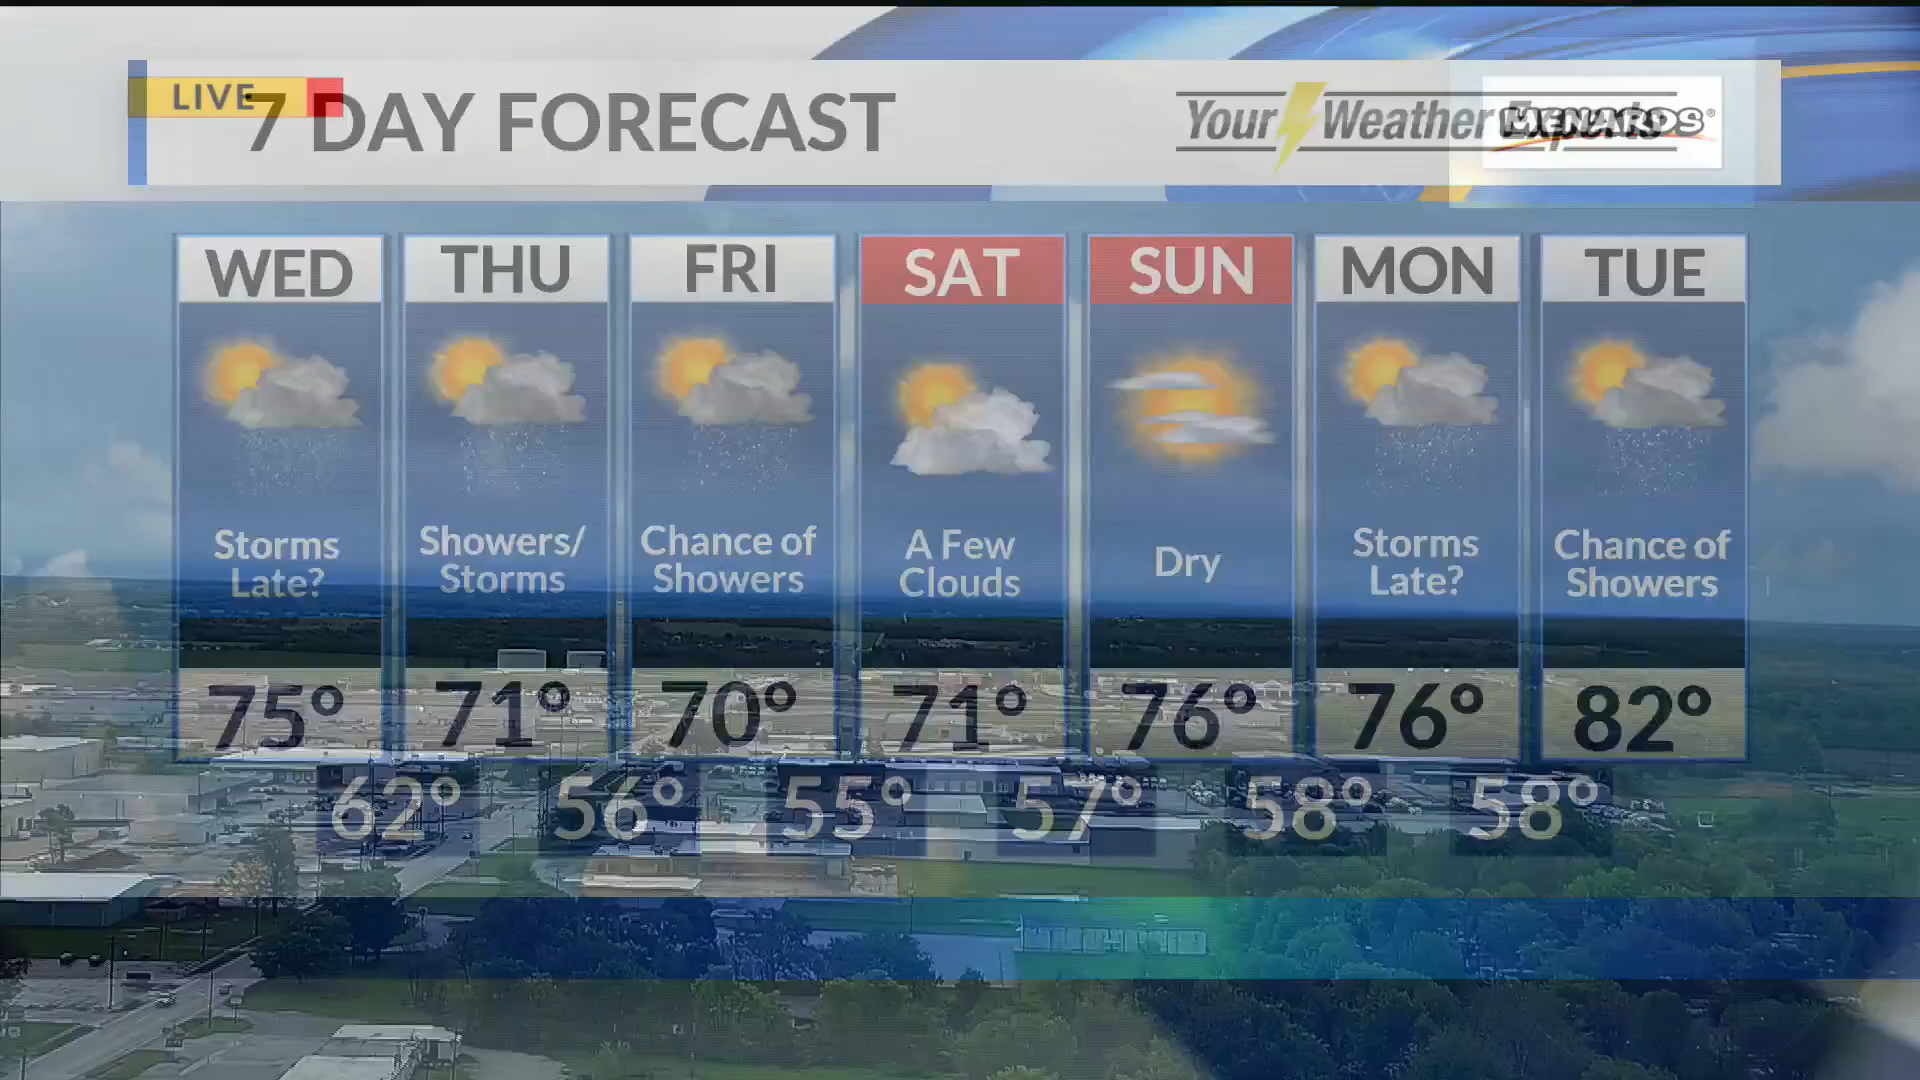 LIVE
7 DAY FORECAST
Your Weather Experts
MENARDS®
WED
THU
FRI
SAT
SUN
MON
TUE
Storms
Late?
Showers/
Storms
Chance of
Showers
A Few
Clouds
Dry
Storms
Late?
Chance of
Showers
75°
71°
70°
71°
76°
76°
82°
62°
56°
55°
57°
58°
58°